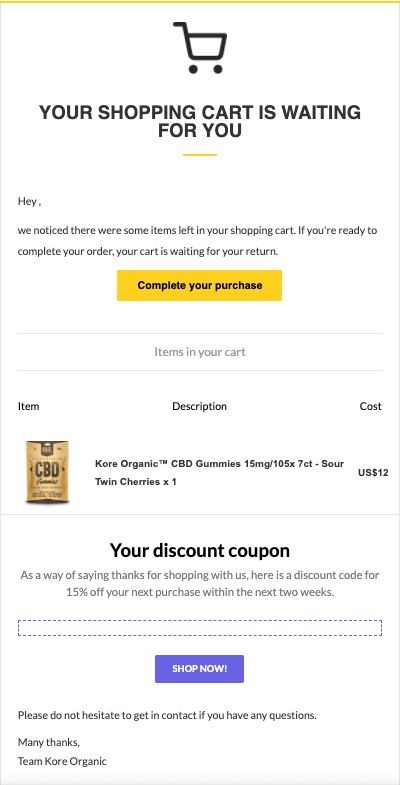 YOUR SHOPPING CART IS WAITING
FOR YOU
Hey ,
we noticed there were some items left in your shopping cart. If you're ready to
complete your order, your cart is waiting for your return.
Complete your purchase
Items in your cart
Item Description Cost
KORE
CBD
Gummies
Kore Organic™ CBD Gummies 15mg/105x 7ct - Sour
Twin Cherries x 1
US$12
Your discount coupon
As a way of saying thanks for shopping with us, here is a discount code for
15% off your next purchase within the next two weeks.
SHOP NOW!
Please do not hesitate to get in contact if you have any questions.
Many thanks,
Team Kore Organic